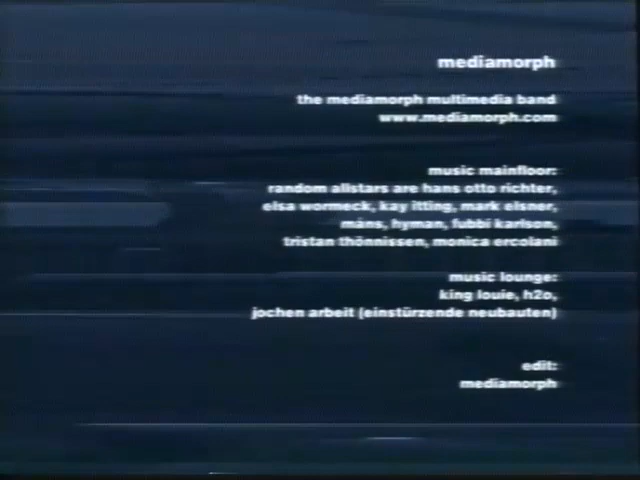 mediamorph
the mediamorph multimedia band
www.mediamorph.com
music mainfloor:
random allstars are hans otto richter,
elsa wormeck, kay itting, mark elsner,
måns, hyman, fubbi karlson,
tristan thönnissen, monica ercolani
music lounge:
king louie, h2o,
jochen arbeit (einstürzende neubauten)
edit:
mediamorph